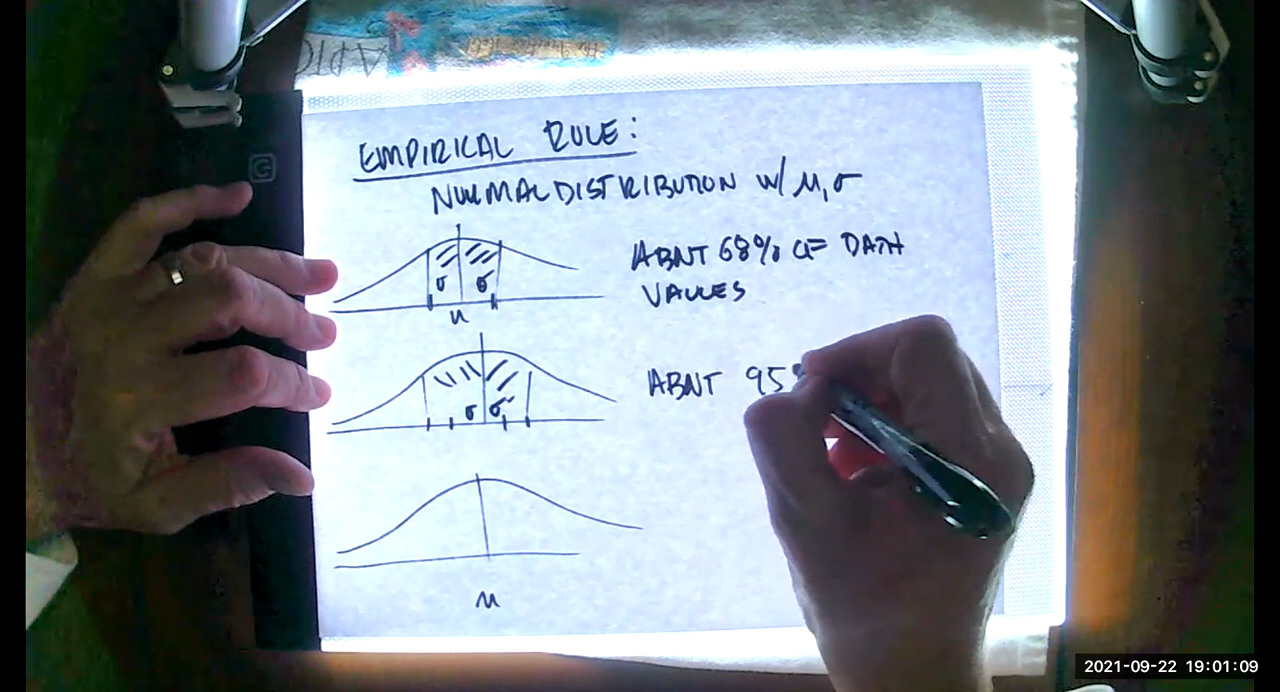 EMPIRICAL RULE:
NORMAL DISTRIBUTION W/ μ, σ
ABOUT 68% OF DATA
VALUES
σ σ
μ
ABOUT 95%
σ σ
μ
2021-09-22 19:01:09